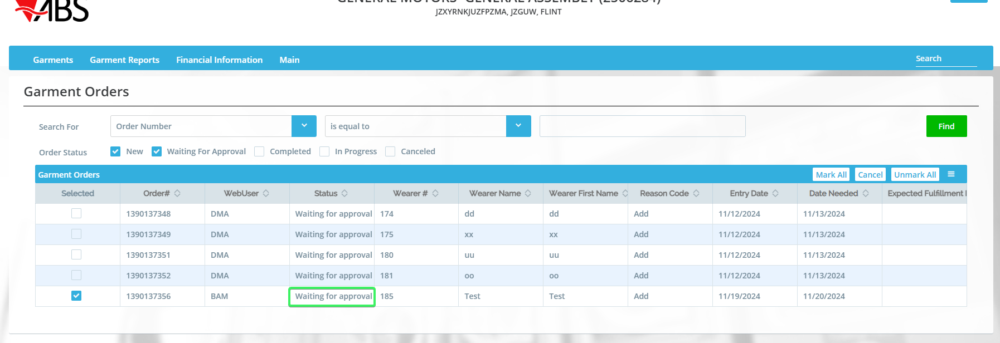 ABS
GENERAL MOTORS- GENERAL ASSEMBLY (2500284)
JZXYRNKJUZFPZMA, JZGUW, FLINT
Garments Garment Reports Financial Information Main Search
Garment Orders
Search For Order Number is equal to Find
Order Status New Waiting For Approval Completed In Progress Canceled
Garment Orders Mark All Cancel Unmark All
Selected Order# WebUser Status Wearer # Wearer Name Wearer First Name Reason Code Entry Date Date Needed Expected Fulfillment
1390137348 DMA Waiting for approval 174 dd dd Add 11/12/2024 11/13/2024
1390137349 DMA Waiting for approval 175 xx xx Add 11/12/2024 11/13/2024
1390137351 DMA Waiting for approval 180 uu uu Add 11/12/2024 11/13/2024
1390137352 DMA Waiting for approval 181 oo oo Add 11/12/2024 11/13/2024
1390137356 BAM Waiting for approval 185 Test Test Add 11/19/2024 11/20/2024